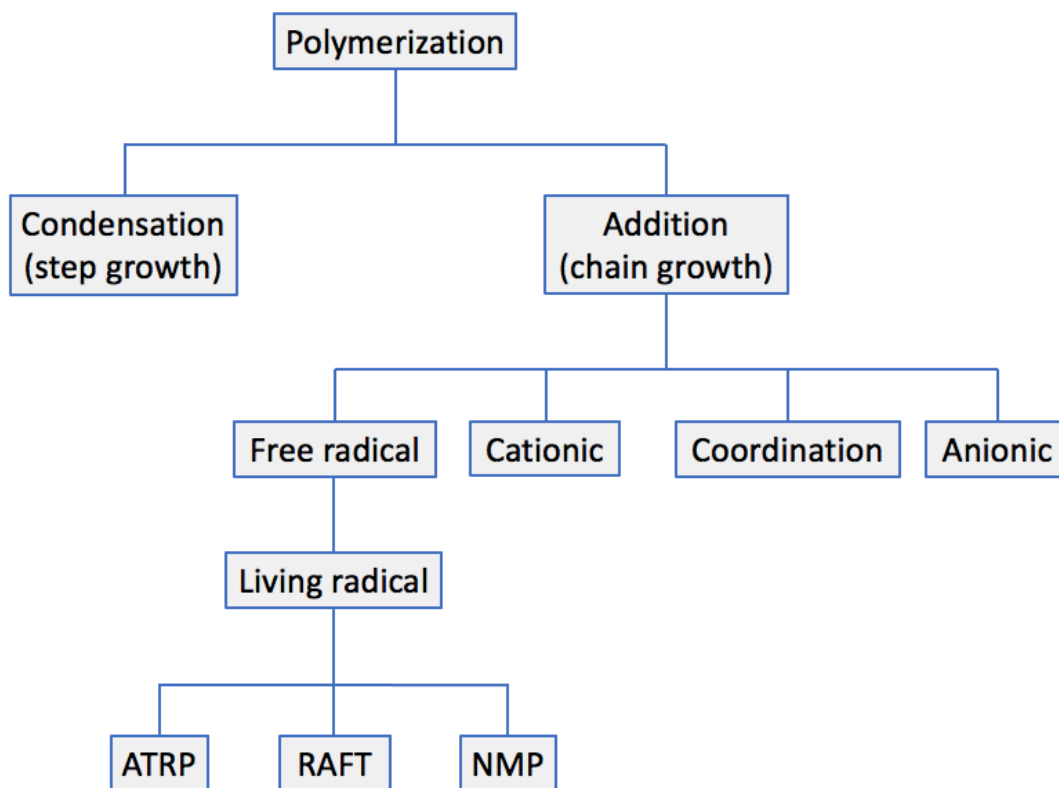 Polymerization
Condensation
(step growth)
Addition
(chain growth)
Free radical
Cationic
Coordination
Anionic
Living radical
ATRP
RAFT
NMP